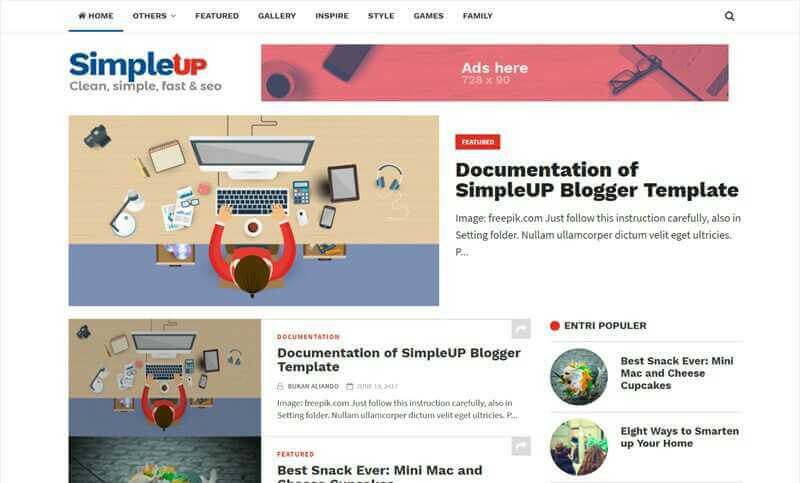 HOME OTHERS FEATURED GALLERY INSPIRE STYLE GAMES FAMILY
SimpleUP
Clean, simple, fast & seo
Ads here
728 x 90
FEATURED
Documentation of
SimpleUP Blogger Template
Image: freepik.com Just follow this instruction carefully, also in
Setting folder. Nullam ullamcorper dictum velit eget ultricies.
P...
DOCUMENTATION
Documentation of SimpleUP Blogger
Template
BUKAN ALIANDO JUNE 19, 2017
Image: freepik.com Just follow this instruction carefully, also in
Setting folder. Nullam ullamcorper dictum velit eget ultricies. P...
FEATURED
Best Snack Ever: Mini Mac and
Cheese Cupcakes
ENTRI POPULER
Best Snack Ever: Mini
Mac and Cheese
Cupcakes
Eight Ways to Smarten
up Your Home